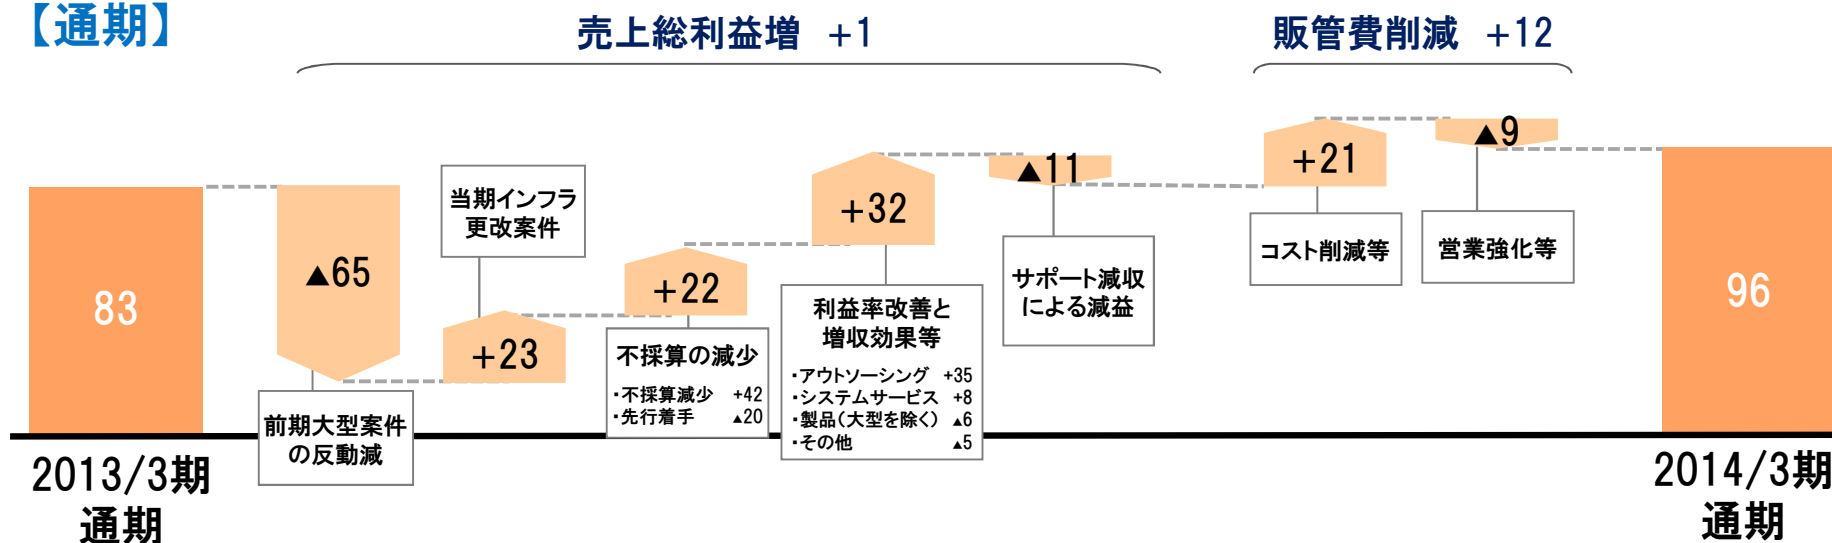 【通期】
売上総利益増 +1
販管費削減 +12
83
▲65
前期大型案件
の反動減
当期インフラ
更改案件
+23
+22
不採算の減少
・不採算減少 +42
・先行着手 ▲20
+32
利益率改善と
増収効果等
・アウトソーシング +35
・システムサービス +8
・製品(大型を除く) ▲6
・その他 ▲5
▲11
サポート減収
による減益
+21
コスト削減等
▲9
営業強化等
96
2013/3期
通期
2014/3期
通期